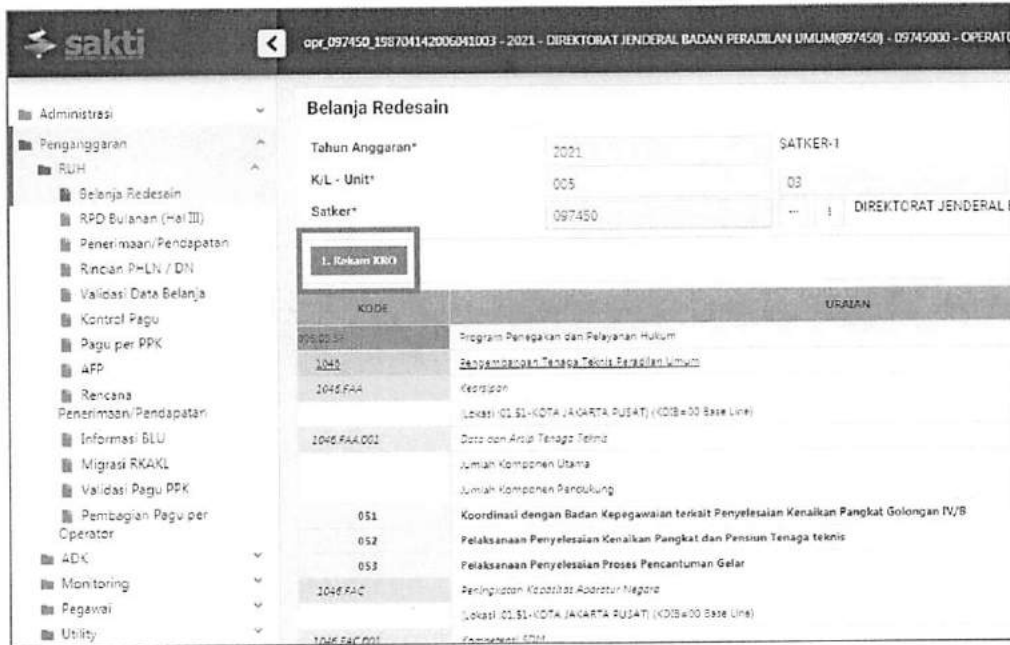 sakti
opr_097450_198704142006041003 - 2021 - DIREKTORAT JENDERAL BADAN PERADILAN UMUM(097450) - 09745000 - OPERATO
Administrasi
Penganggaran
RUH
Belanja Redesain
RPD Bulanan (Hal III)
Penerimaan/Pendapatan
Rincian PHLN / DN
Validasi Data Belanja
Kontrol Pagu
Pagu per PPK
AFP
Rencana
Penerimaan/Pendapatan
Informasi BLU
Migrasi RKAKL
Validasi Pagu PPK
Pembagian Pagu per
Operator
ADK
Monitoring
Pegawai
Utility
Belanja Redesain
Tahun Anggaran* 2021 SATKER-1
K/L - Unit* 005 03
Satker* 097450 ... DIREKTORAT JENDERAL B
1. Rekam KRO
KODE URAIAN
Program Penegakan dan Pelayanan Hukum
1046 Pengembangan Tenaga Teknis Peradilan Umum
1046.FAA Kearsipan
(Lokasi :01.51-KOTA JAKARTA PUSAT) (KDIB=00 Base Line)
1046.FAA.001 Data dan Arsip Tenaga Teknis
Jumlah Komponen Utama
Jumlah Komponen Pendukung
051 Koordinasi dengan Badan Kepegawaian terkait Penyelesaian Kenaikan Pangkat Golongan IV/B
052 Pelaksanaan Penyelesaian Kenaikan Pangkat dan Pensiun Tenaga teknis
053 Pelaksanaan Penyelesaian Proses Pencantuman Gelar
1046.FAC Peningkatan Kapasitas Aparatur Negara
(Lokasi :01.51-KOTA JAKARTA PUSAT) (KDIB=00 Base Line)
1046.FAC.001 Kompetensi SDM